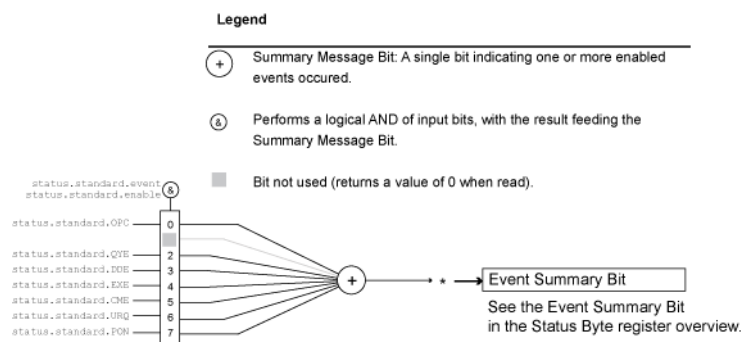 Legend
+
Summary Message Bit: A single bit indicating one or more enabled
events occured.
&
Performs a logical AND of input bits, with the result feeding the
Summary Message Bit.
Bit not used (returns a value of 0 when read).
status.standard.event
status.standard.enable
&
status.standard.OPC
0
status.standard.QYE
2
status.standard.DDE
3
status.standard.EXE
4
status.standard.CME
5
status.standard.URQ
6
status.standard.PON
7
+
*
Event Summary Bit
See the Event Summary Bit
in the Status Byte register overview.